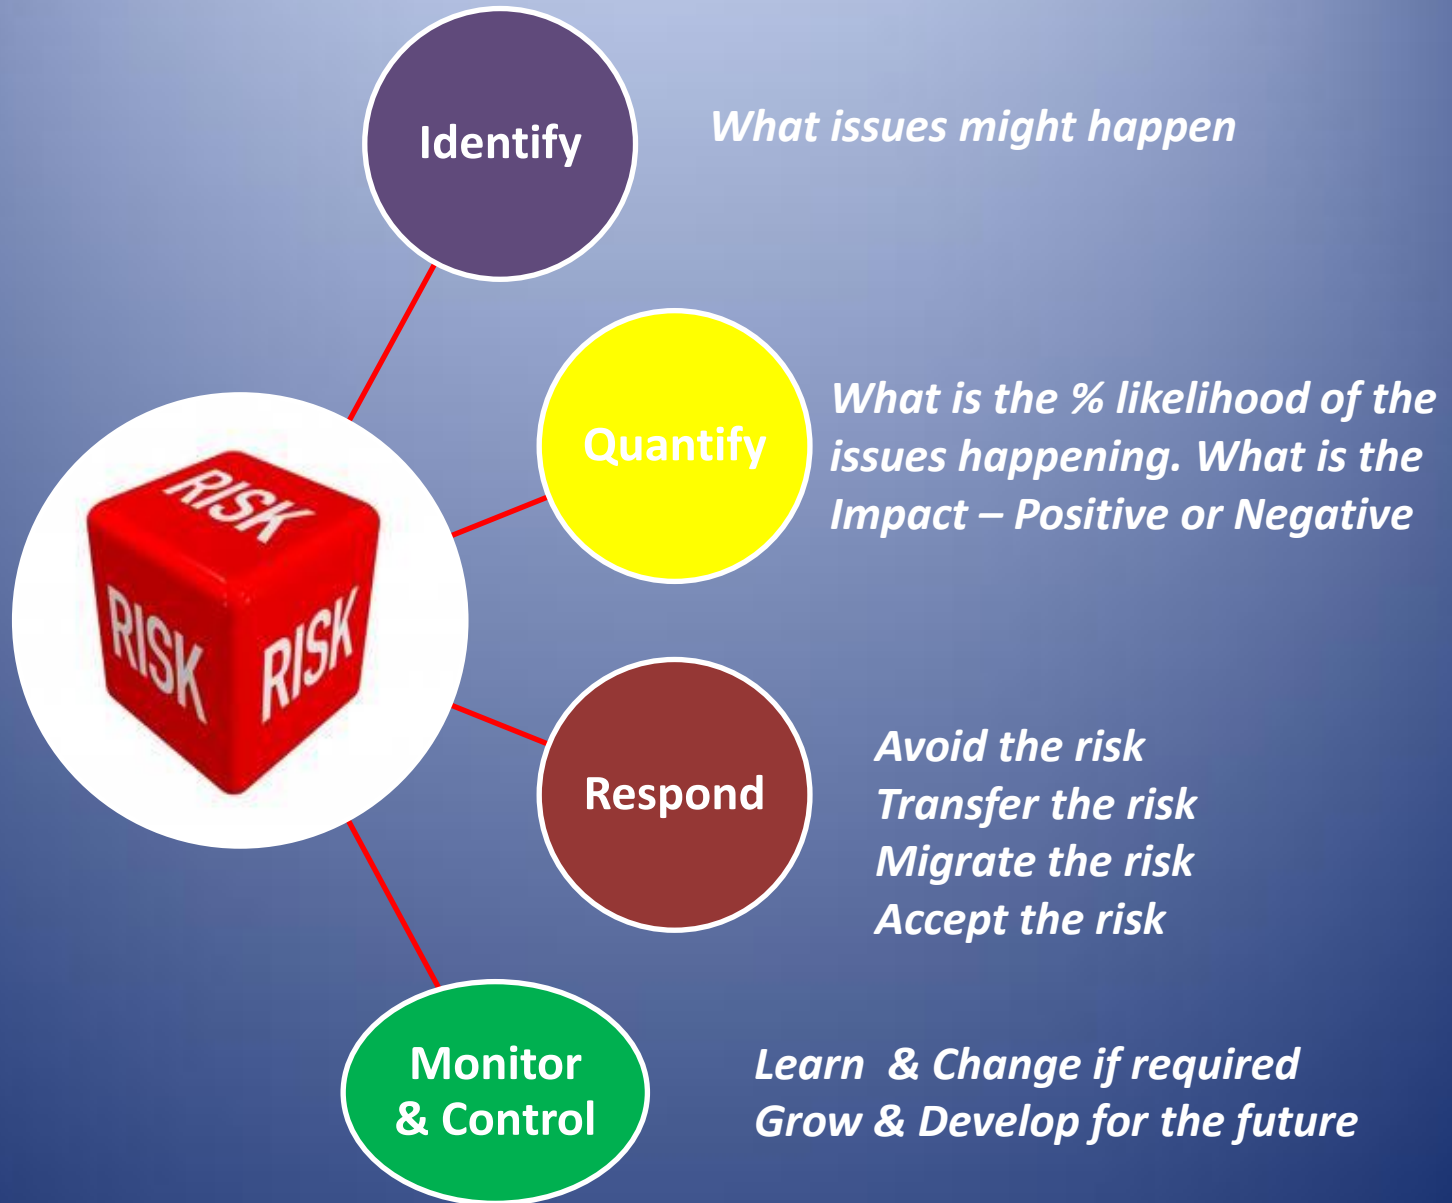 Identify
What issues might happen
Quantify
What is the % likelihood of the
issues happening. What is the
Impact – Positive or Negative
RISK
RISK
RISK
Respond
Avoid the risk
Transfer the risk
Migrate the risk
Accept the risk
Monitor
& Control
Learn & Change if required
Grow & Develop for the future